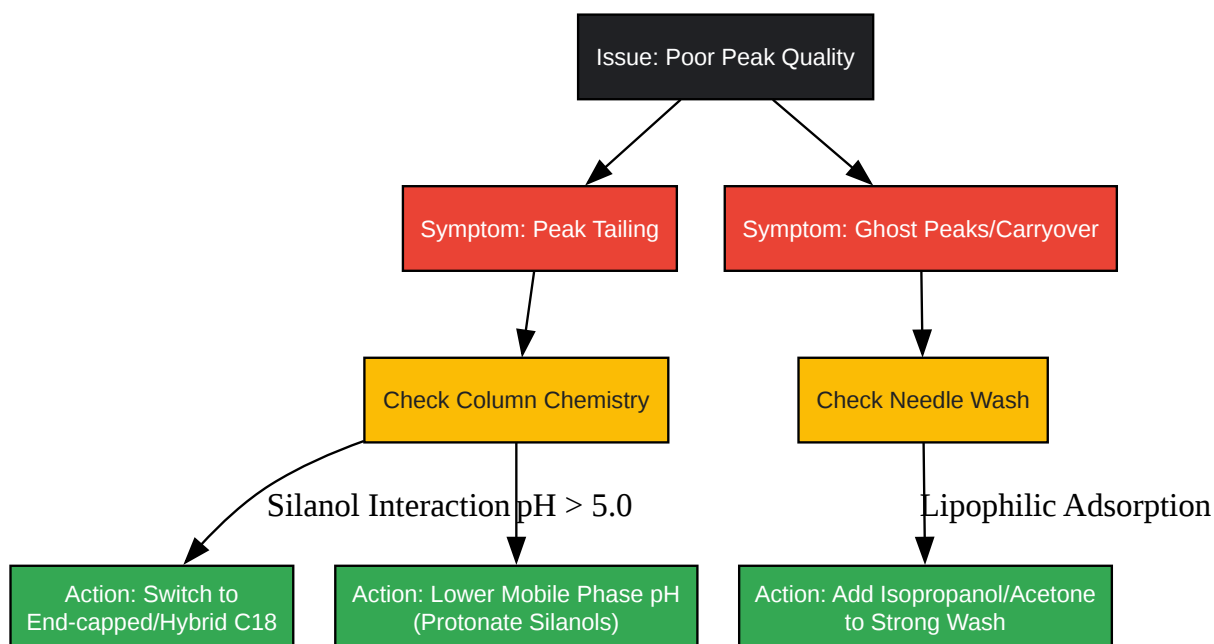 Issue: Poor Peak Quality
Symptom: Peak Tailing
Symptom: Ghost Peaks/Carryover
Check Column Chemistry
Check Needle Wash
Silanol Interaction
pH > 5.0
Lipophilic Adsorption
Action: Switch to
End-capped/Hybrid C18
Action: Lower Mobile Phase pH
(Protonate Silanols)
Action: Add Isopropanol/Acetone
to Strong Wash